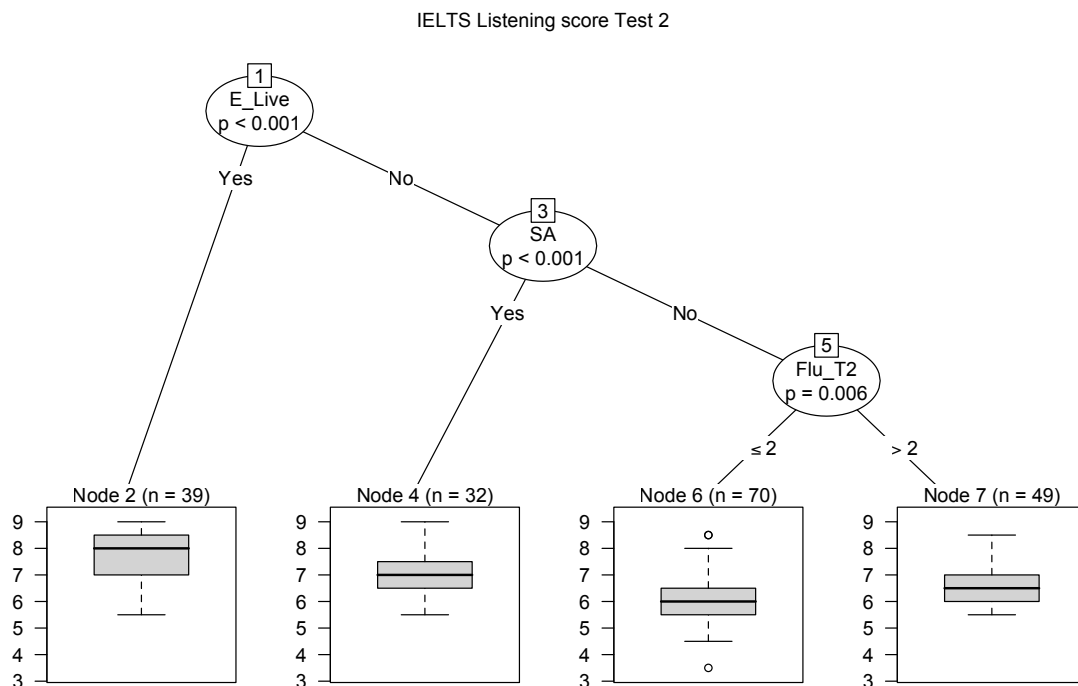 IELTS Listening score Test 2
1
E_Live
p < 0.001
Yes
No
3
SA
p < 0.001
Yes
No
5
Flu_T2
p = 0.006
≤ 2
> 2
Node 2 (n = 39)
9
8
7
6
5
4
3
Node 4 (n = 32)
9
8
7
6
5
4
3
Node 6 (n = 70)
9
8
7
6
5
4
3
Node 7 (n = 49)
9
8
7
6
5
4
3